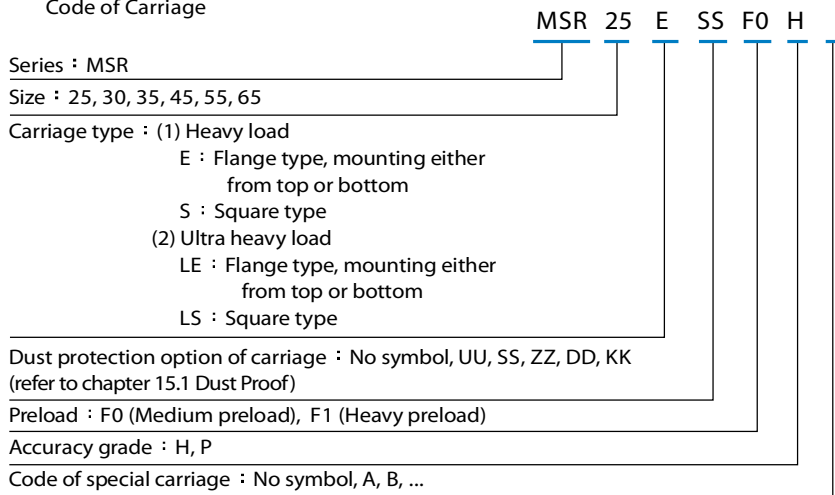 Code of Carriage
MSR 25 E SS F0 H
Series：MSR
Size：25, 30, 35, 45, 55, 65
Carriage type：(1) Heavy load
E：Flange type, mounting either
from top or bottom
S：Square type
(2) Ultra heavy load
LE：Flange type, mounting either
from top or bottom
LS：Square type
Dust protection option of carriage：No symbol, UU, SS, ZZ, DD, KK
(refer to chapter 15.1 Dust Proof)
Preload：F0 (Medium preload), F1 (Heavy preload)
Accuracy grade：H, P
Code of special carriage：No symbol, A, B, ...